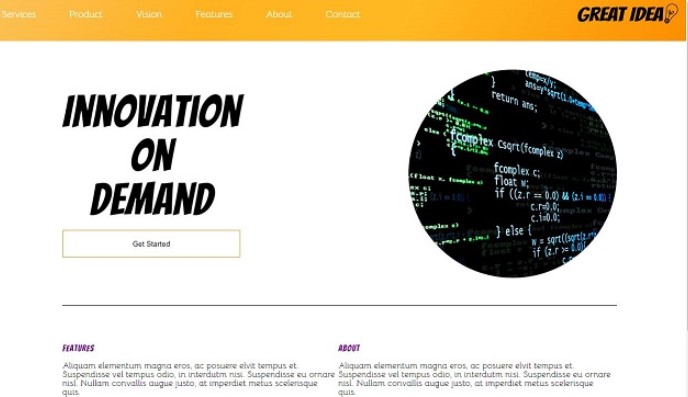 Services Product Vision Features About Contact
GREAT IDEA
INNOVATION
ON
DEMAND
Get Started
return ans;
fcomplex Csqrt(fcomplex z)
{
fcomplex c;
float w;
if ((z.r == 0.0) && (z.i == 0.0)) {
c.r=0.0;
c.i=0.0;
} else {
FEATURES
Aliquam elementum magna eros, ac posuere elvit tempus et.
Suspendisse vel tempus odio, in interdutm nisi. Suspendisse eu ornare
nisl. Nullam convallis augue justo, at imperdiet metus scelerisque
quis.
ABOUT
Aliquam elementum magna eros, ac posuere elvit tempus et.
Suspendisse vel tempus odio, in interdutm nisi. Suspendisse eu ornare
nisl. Nullam convallis augue justo, at imperdiet metus scelerisque
quis.